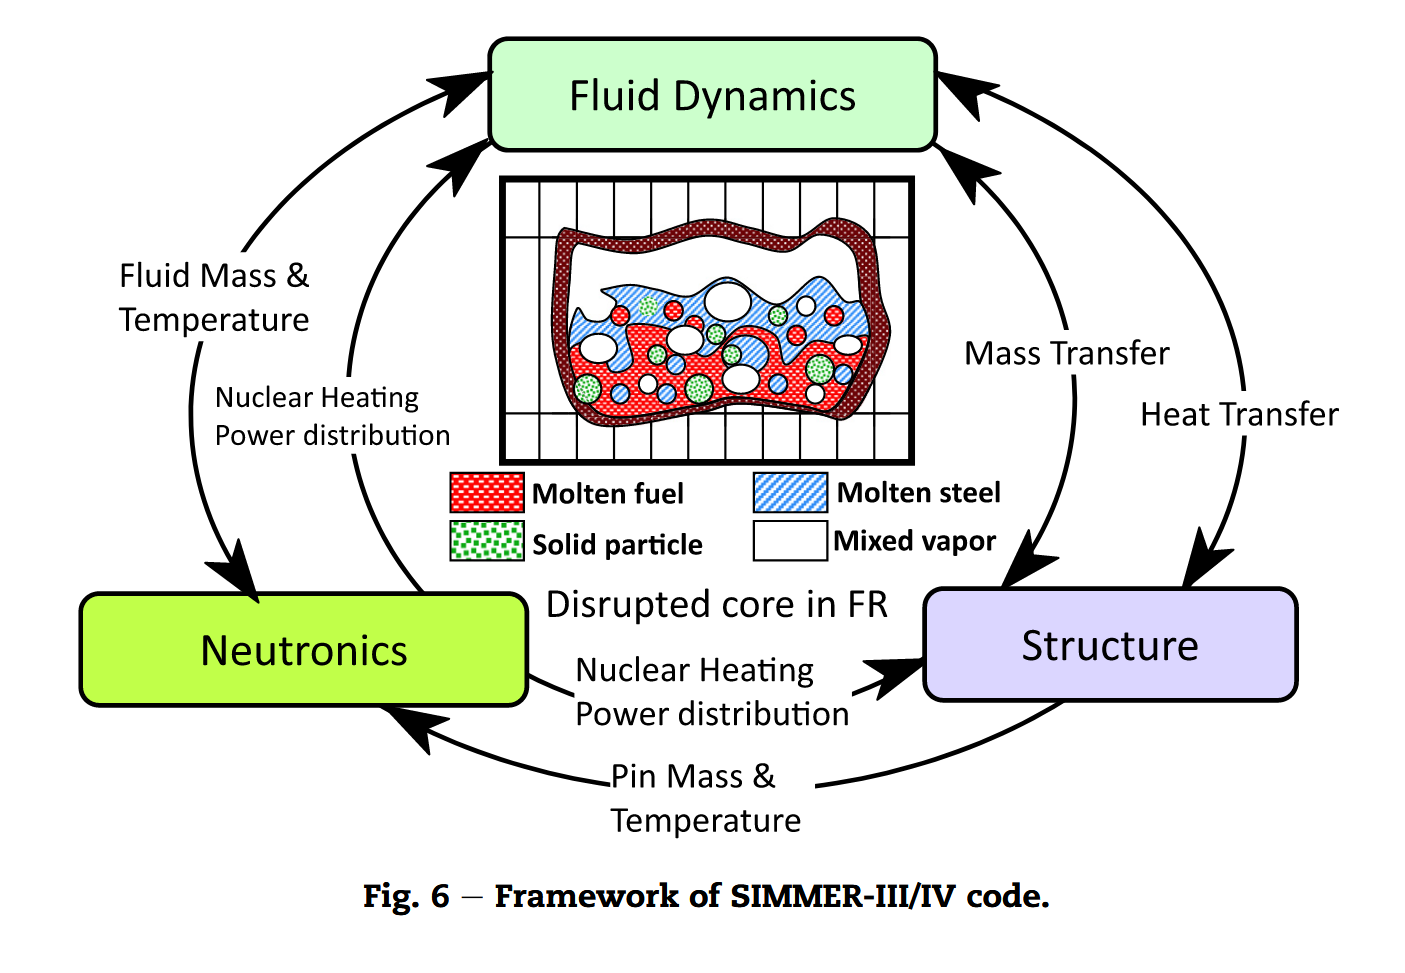 Fluid Dynamics
Fluid Mass &
Temperature
Nuclear Heating
Power distribution
Mass Transfer
Heat Transfer
Molten fuel
Molten steel
Solid particle
Mixed vapor
Disrupted core in FR
Neutronics
Structure
Nuclear Heating
Power distribution
Pin Mass &
Temperature
Fig. 6 – Framework of SIMMER-III/IV code.